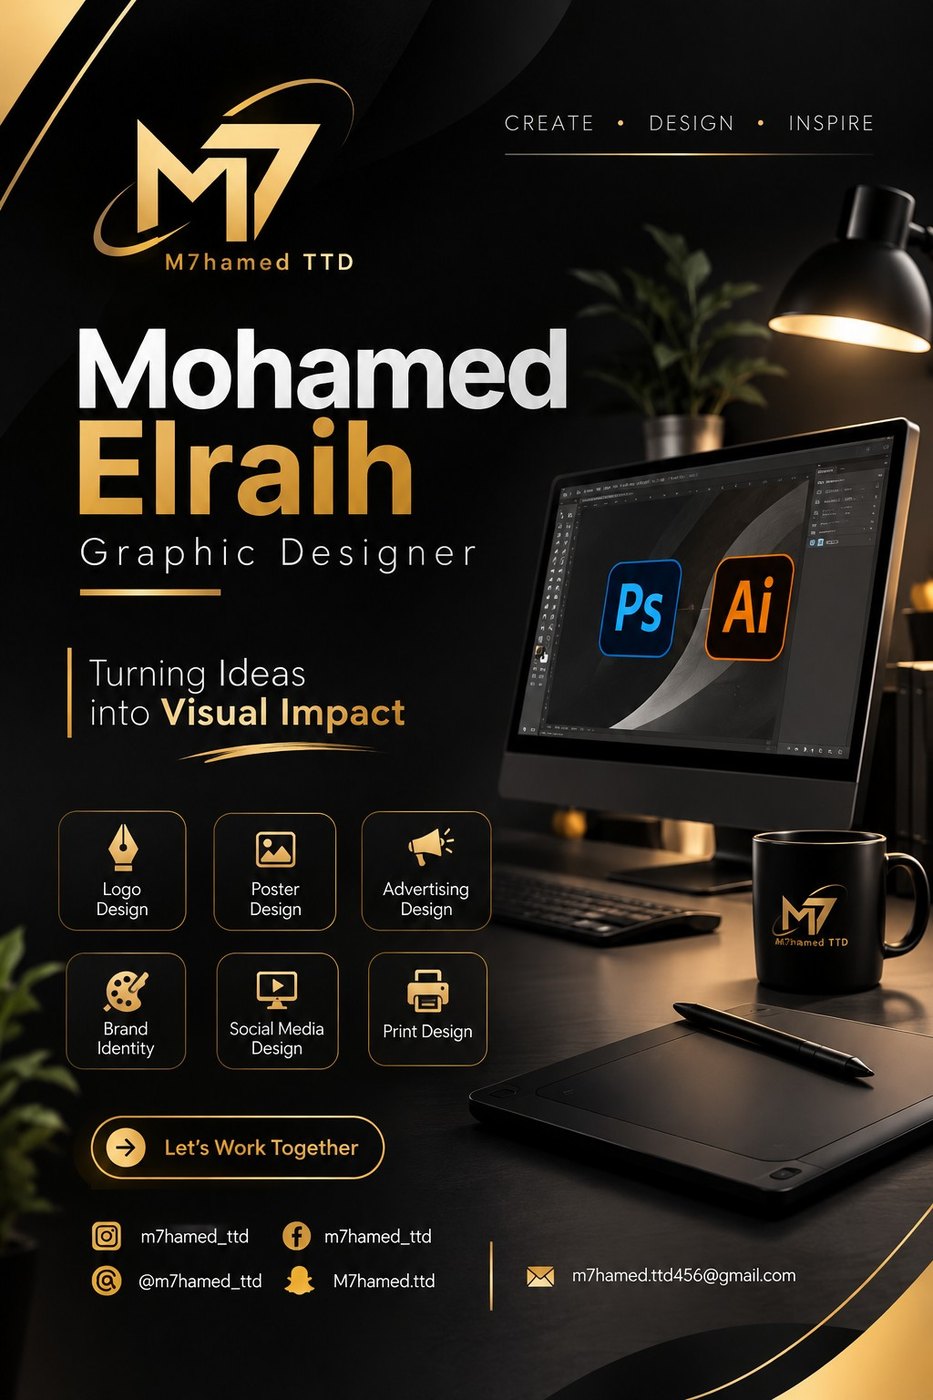 M7
M7hamed TTD
CREATE • DESIGN • INSPIRE
Mohamed
Elraih
Graphic Designer
Turning Ideas
into Visual Impact
Ps
Ai
Logo
Design
Poster
Design
Advertising
Design
Brand
Identity
Social Media
Design
Print Design
M7
M7hamed TTD
Let's Work Together
m7hamed_ttd
m7hamed_ttd
@m7hamed_ttd
M7hamed.ttd
m7hamed.ttd456@gmail.com